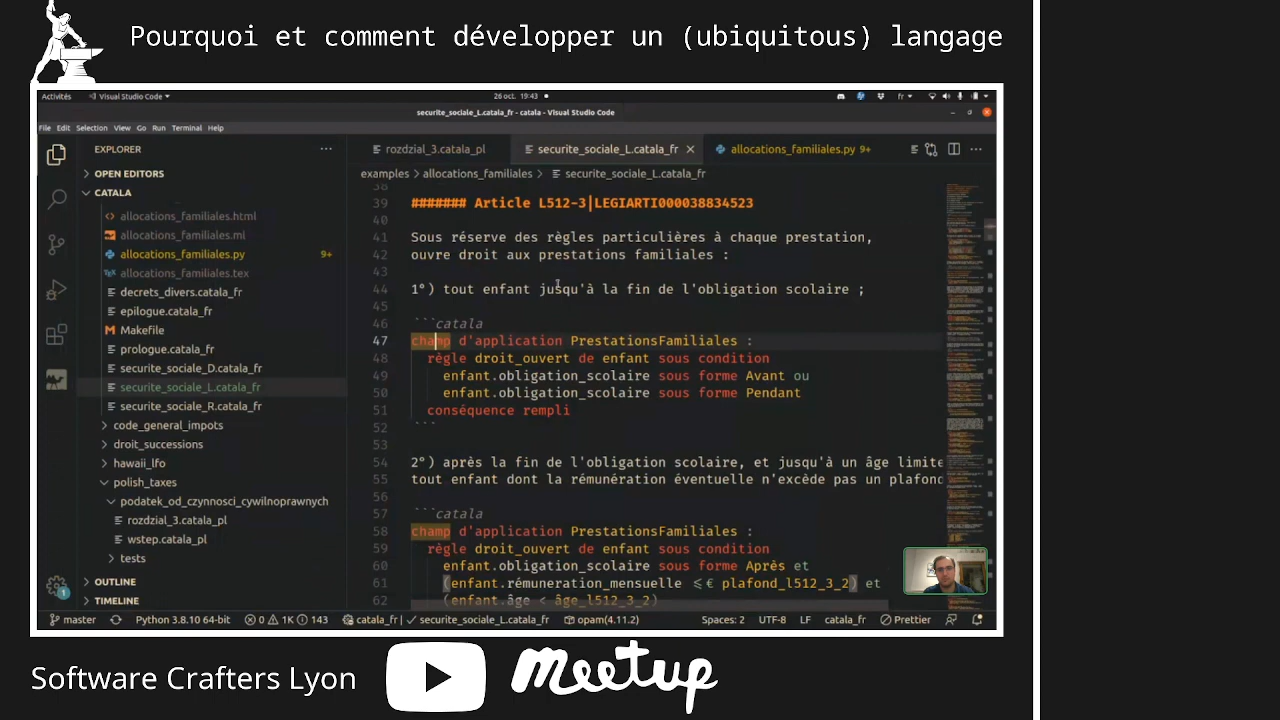 Pourquoi et comment développer un (ubiquitous) langage
Activités
Visual Studio Code
26 oct. 19:43
fr
securite_sociale_L.catala_fr - catala - Visual Studio Code
File Edit Selection View Go Run Terminal Help
EXPLORER
OPEN EDITORS
CATALA
allocations_familiales.html
allocations_familiales.ml
allocations_familiales.py 9+
allocations_familiales.tex
decrets_divers.catala_fr
epilogue.catala_fr
Makefile
prologue.catala_fr
securite_sociale_D.catala_fr
securite_sociale_L.catala_fr
securite_sociale_R.catala_fr
code_general_impots
droit_successions
hawaii_lfo
polish_taxes
podatek_od_czynnosci_cywilnoprawnych
rozdzial_3.catala_pl
wstep.catala_pl
tests
OUTLINE
TIMELINE
rozdzial_3.catala_pl
securite_sociale_L.catala_fr
allocations_familiales.py 9+
examples > allocations_familiales > securite_sociale_L.catala_fr
38
39 ####### Article L512-3|LEGIARTI000038834523
40
41 Sous réserve des règles particulières à chaque prestation,
42 ouvre droit aux prestations familiales :
43
44 1°) tout enfant jusqu'à la fin de l'obligation scolaire ;
45
46 ```catala
47 champ d'application PrestationsFamiliales :
48 règle droit_ouvert de enfant sous condition
49 enfant.obligation_scolaire sous forme Avant ou
50 enfant.obligation_scolaire sous forme Pendant
51 conséquence rempli
52 ```
53
54 2°) après la fin de l'obligation scolaire, et jusqu'à un âge limite
55 tout enfant dont la rémunération éventuelle n'excède pas un plafond
56
57 ```catala
58 champ d'application PrestationsFamiliales :
59 règle droit_ouvert de enfant sous condition
60 enfant.obligation_scolaire sous forme Après et
61 (enfant.rémunération_mensuelle ≤€ plafond_l512_3_2) et
62 (enfant.âge < âge_l512_3_2)
1
master
Python 3.8.10 64-bit
0 1K 143
catala_fr | ✓ securite_sociale_L.catala_fr
opam(4.11.2)
Spaces: 2
UTF-8
LF
catala_fr
Prettier
Software Crafters Lyon
meetup